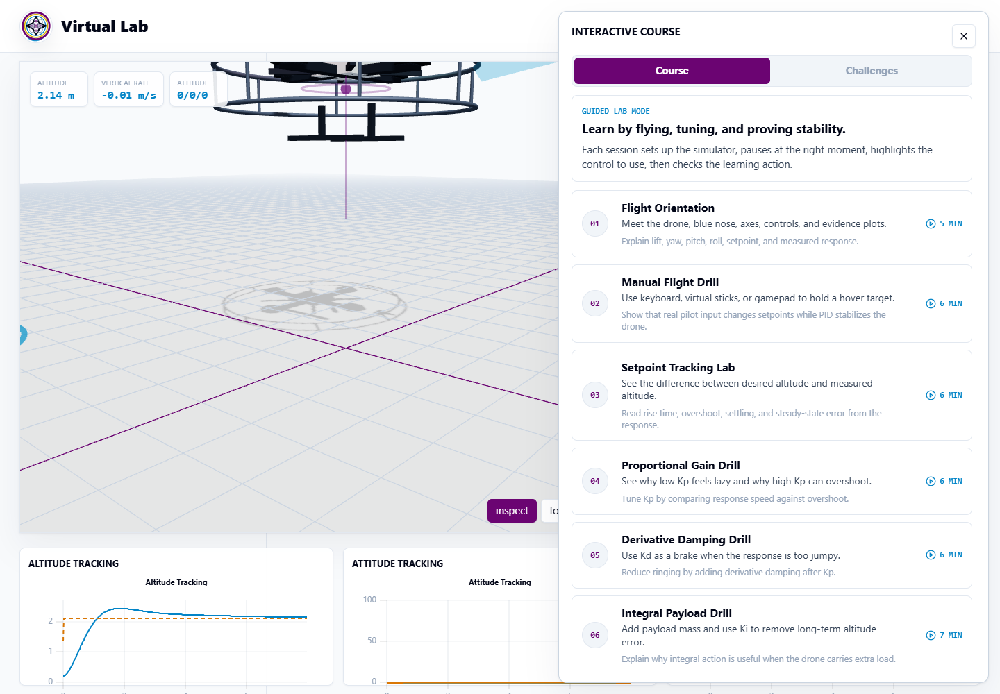 Virtual Lab
ALTITUDE
2.14 m
VERTICAL RATE
-0.01 m/s
ATTITUDE
0/0/0
inspect
fo
ALTITUDE TRACKING
Altitude Tracking
2
1
0
ATTITUDE TRACKING
Attitude Tracking
100
50
0
INTERACTIVE COURSE
Course
Challenges
GUIDED LAB MODE
Learn by flying, tuning, and proving stability.
Each session sets up the simulator, pauses at the right moment, highlights the
control to use, then checks the learning action.
01
Flight Orientation
Meet the drone, blue nose, axes, controls, and evidence plots.
Explain lift, yaw, pitch, roll, setpoint, and measured response.
5 MIN
02
Manual Flight Drill
Use keyboard, virtual sticks, or gamepad to hold a hover target.
Show that real pilot input changes setpoints while PID stabilizes the
drone.
6 MIN
03
Setpoint Tracking Lab
See the difference between desired altitude and measured
altitude.
Read rise time, overshoot, settling, and steady-state error from the
response.
6 MIN
04
Proportional Gain Drill
See why low Kp feels lazy and why high Kp can overshoot.
Tune Kp by comparing response speed against overshoot.
6 MIN
05
Derivative Damping Drill
Use Kd as a brake when the response is too jumpy.
Reduce ringing by adding derivative damping after Kp.
6 MIN
06
Integral Payload Drill
Add payload mass and use Ki to remove long-term altitude
error.
Explain why integral action is useful when the drone carries extra load.
7 MIN